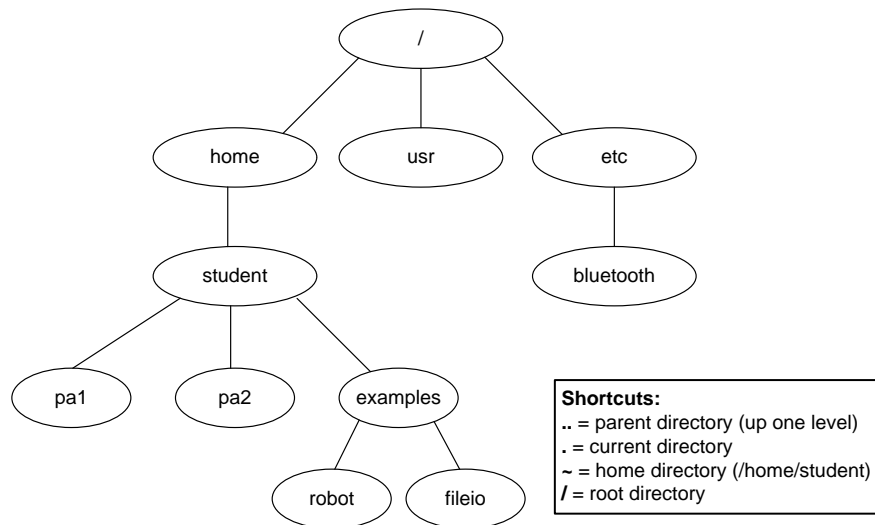 /
home
usr
etc
student
bluetooth
pa1
pa2
examples
robot
fileio
Shortcuts:
.. = parent directory (up one level)
. = current directory
~ = home directory (/home/student)
/ = root directory